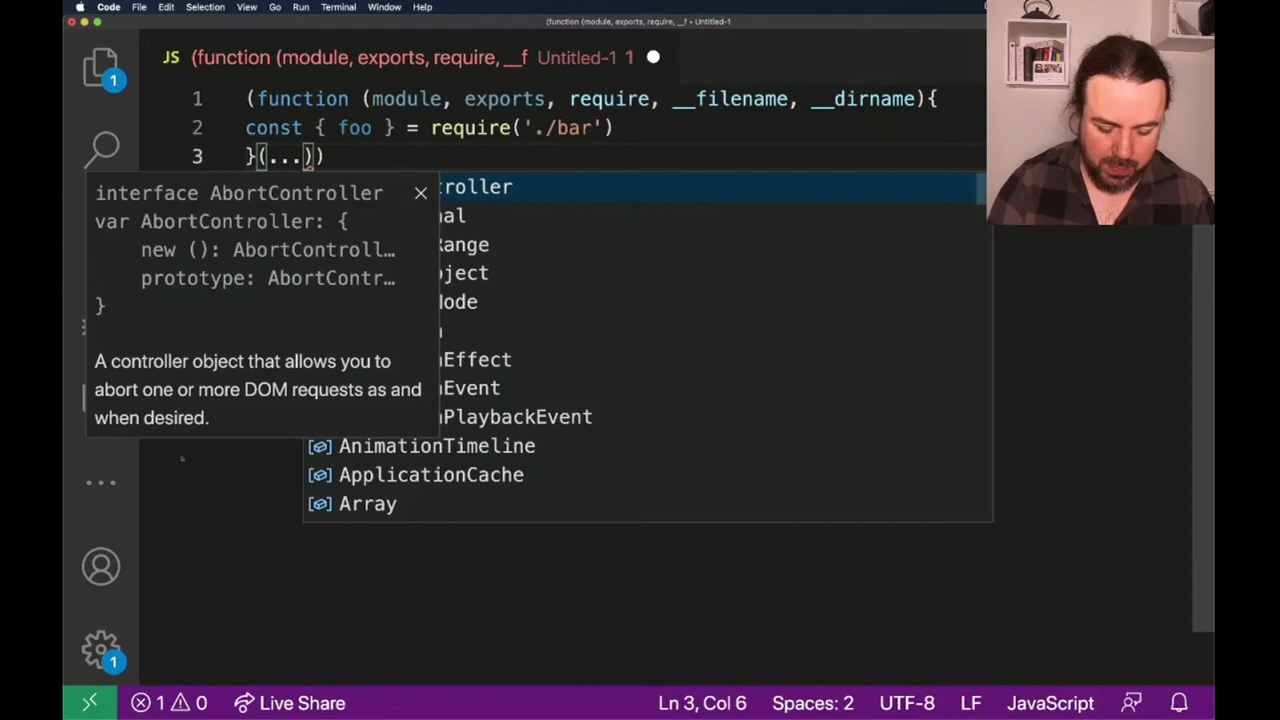 Code File Edit Selection View Go Run Terminal Window Help
(function (module, exports, require, __f • Untitled-1
JS (function (module, exports, require, __f Untitled-1 1
1 (function (module, exports, require, __filename, __dirname){
2 const { foo } = require('./bar')
3 }(...))
interface AbortController
var AbortController: {
new (): AbortControll…
prototype: AbortContr…
}
A controller object that allows you to
abort one or more DOM requests as and
when desired.
troller
nal
Range
bject
Node
n
nEffect
nEvent
nPlaybackEvent
AnimationTimeline
ApplicationCache
Array
1
1
1 0 Live Share Ln 3, Col 6 Spaces: 2 UTF-8 LF JavaScript